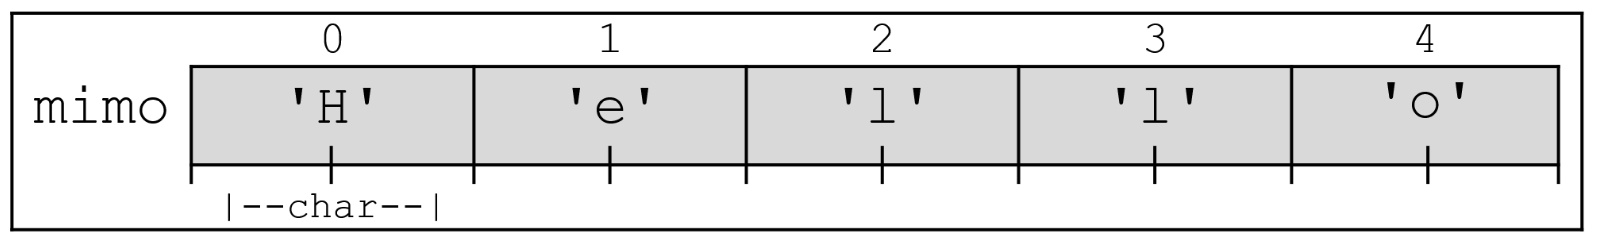 0 1 2 3 4
mimo 'H' 'e' 'l' 'l' 'o'
|--char--|